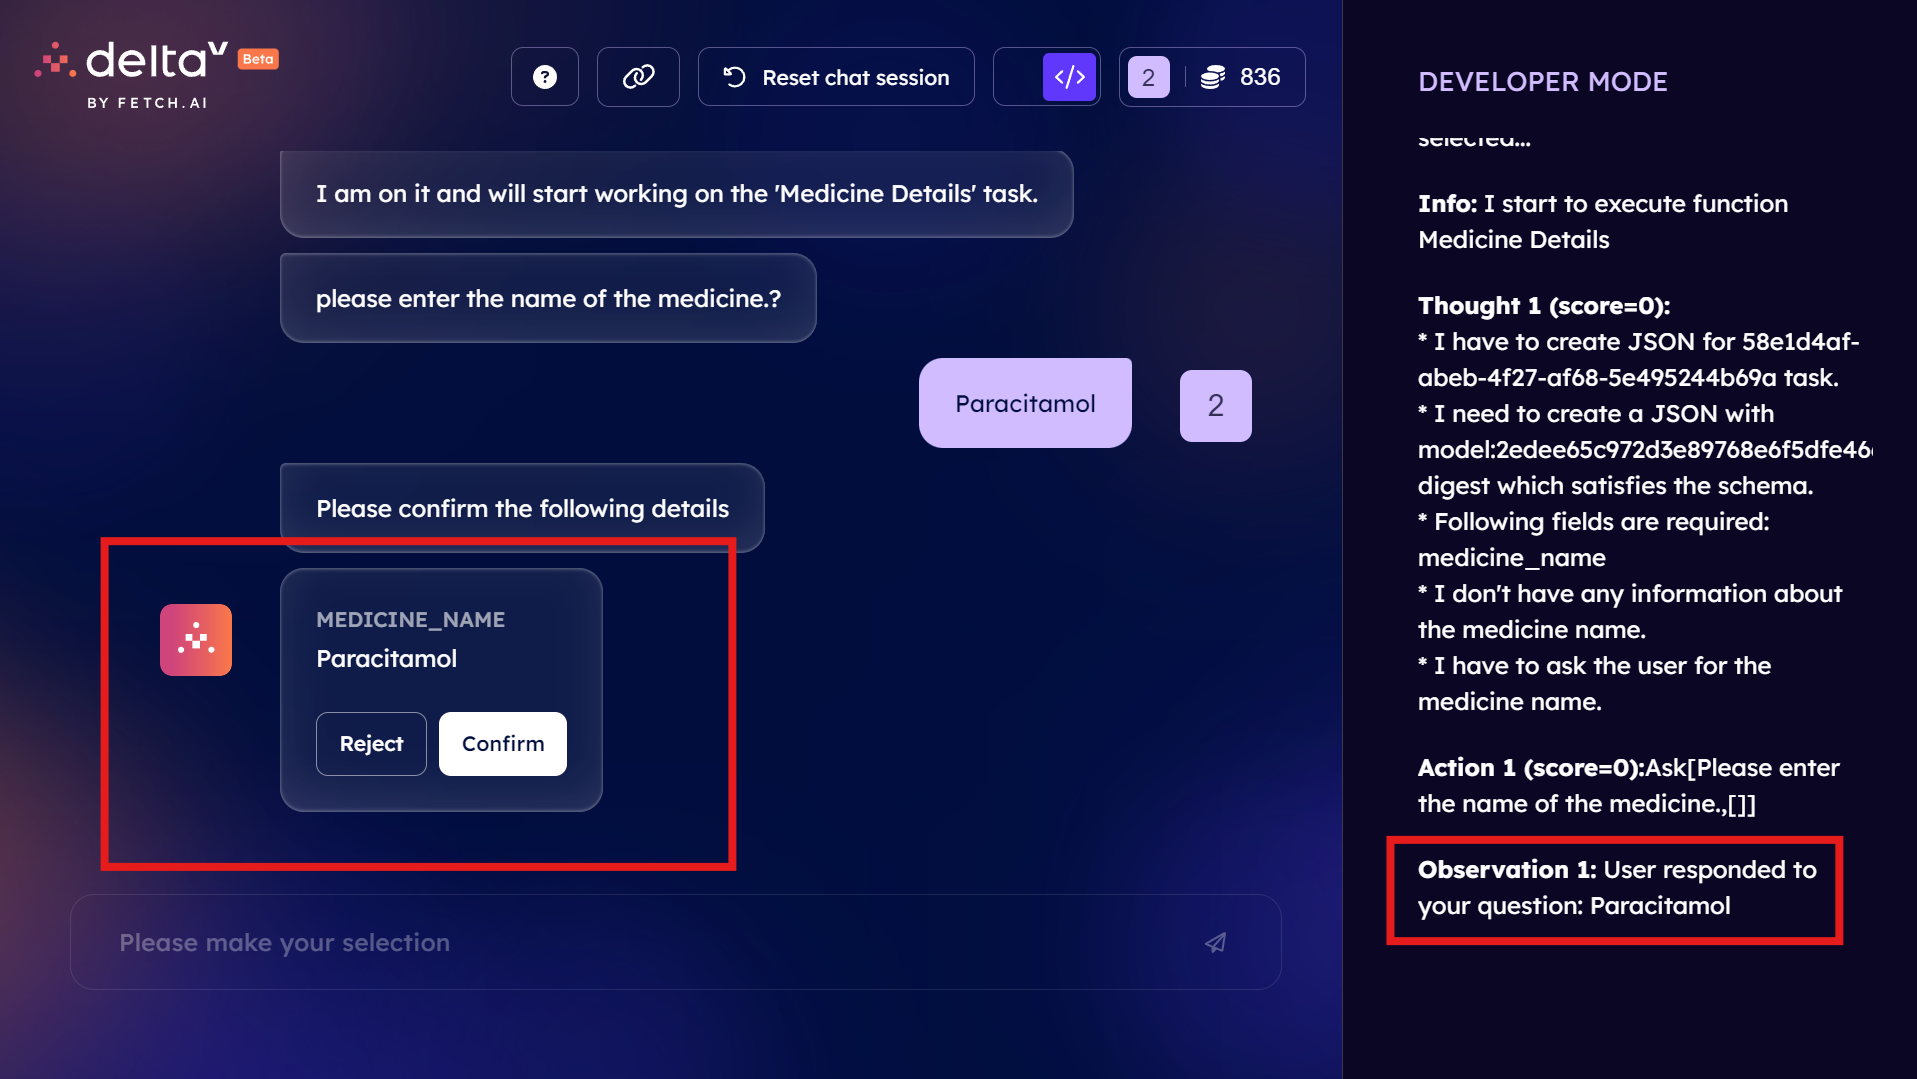 deltaV Beta
BY FETCH.AI
?
Reset chat session
</>
2
836
I am on it and will start working on the 'Medicine Details' task.
please enter the name of the medicine.?
Paracitamol
2
Please confirm the following details
MEDICINE_NAME
Paracitamol
Reject
Confirm
Please make your selection
DEVELOPER MODE
selected...
Info: I start to execute function
Medicine Details
Thought 1 (score=0):
* I have to create JSON for 58e1d4af-
abeb-4f27-af68-5e495244b69a task.
* I need to create a JSON with
model:2edee65c972d3e89768e6f5dfe46
digest which satisfies the schema.
* Following fields are required:
medicine_name
* I don't have any information about
the medicine name.
* I have to ask the user for the
medicine name.
Action 1 (score=0):Ask[Please enter
the name of the medicine.,[]]
Observation 1: User responded to
your question: Paracitamol